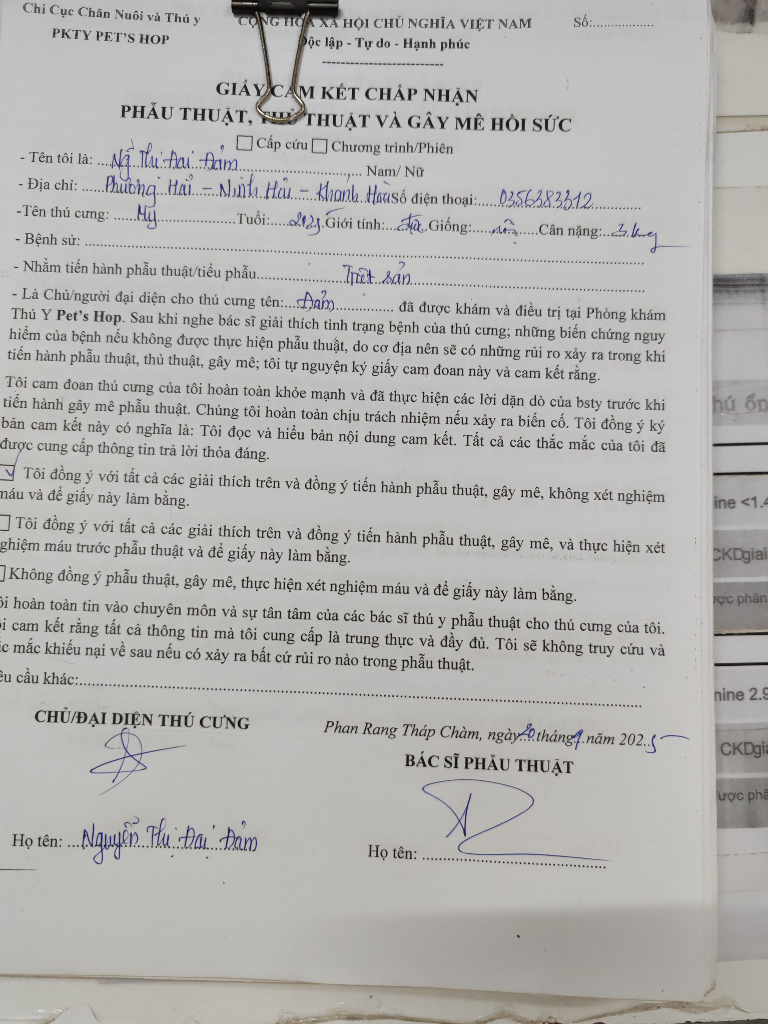 Chi Cục Chăn Nuôi và Thú y
PKTY PET'S HOP
CỘNG HÒA XÃ HỘI CHỦ NGHĨA VIỆT NAM
Độc lập - Tự do - Hạnh phúc
Số:
GIẤY CAM KẾT CHẤP NHẬN
PHẪU THUẬT, THỦ THUẬT VÀ GÂY MÊ HỒI SỨC
Cấp cứu Chương trình/Phiên
- Tên tôi là: Ng Thị Đại Đảm Nam/ Nữ
- Địa chỉ: Phương Hải - Ninh Hải - Khánh Hòa Số điện thoại: 0356383312
-Tên thú cưng: My Tuổi: 2025 Giới tính: Giống: Cân nặng: 3 kg
- Bệnh sử:
- Nhằm tiến hành phẫu thuật/tiểu phẫu Triệt sản
- Là Chủ/người đại diện cho thú cưng tên: Đảm đã được khám và điều trị tại Phòng khám
Thú Y Pet's Hop. Sau khi nghe bác sĩ giải thích tình trạng bệnh của thú cưng; những biến chứng nguy
hiểm của bệnh nếu không được thực hiện phẫu thuật, do cơ địa nên sẽ có những rủi ro xảy ra trong khi
tiến hành phẫu thuật, thủ thuật, gây mê; tôi tự nguyện ký giấy cam đoan này và cam kết rằng.
Tôi cam đoan thú cưng của tôi hoàn toàn khỏe mạnh và đã thực hiện các lời dặn dò của bsty trước khi
tiến hành gây mê phẫu thuật. Chúng tôi hoàn toàn chịu trách nhiệm nếu xảy ra biến cố. Tôi đồng ý ký
bản cam kết này có nghĩa là: Tôi đọc và hiểu bản nội dung cam kết. Tất cả các thắc mắc của tôi đã
được cung cấp thông tin trả lời thỏa đáng.
Tôi đồng ý với tất cả các giải thích trên và đồng ý tiến hành phẫu thuật, gây mê, không xét nghiệm
máu và để giấy này làm bằng.
Tôi đồng ý với tất cả các giải thích trên và đồng ý tiến hành phẫu thuật, gây mê, và thực hiện xét
nghiệm máu trước phẫu thuật và để giấy này làm bằng.
Không đồng ý phẫu thuật, gây mê, thực hiện xét nghiệm máu và để giấy này làm bằng.
ôi hoàn toàn tin vào chuyên môn và sự tân tâm của các bác sĩ thú y phẫu thuật cho thú cưng của tôi.
i cam kết rằng tất cả thông tin mà tôi cung cấp là trung thực và đầy đủ. Tôi sẽ không truy cứu và
ắc mắc khiếu nại về sau nếu có xảy ra bất cứ rủi ro nào trong phẫu thuật.
êu cầu khác:
CHỦ/ĐẠI DIỆN THÚ CƯNG
Phan Rang Tháp Chàm, ngày 20 tháng 9 năm 2025
BÁC SĨ PHẪU THUẬT
Họ tên: Nguyễn Thị Đại Đảm
Họ tên:
hú ổn
ine <1.4
CKDgiai
ược phân
nine 2.9
CKDgia
ược phâ